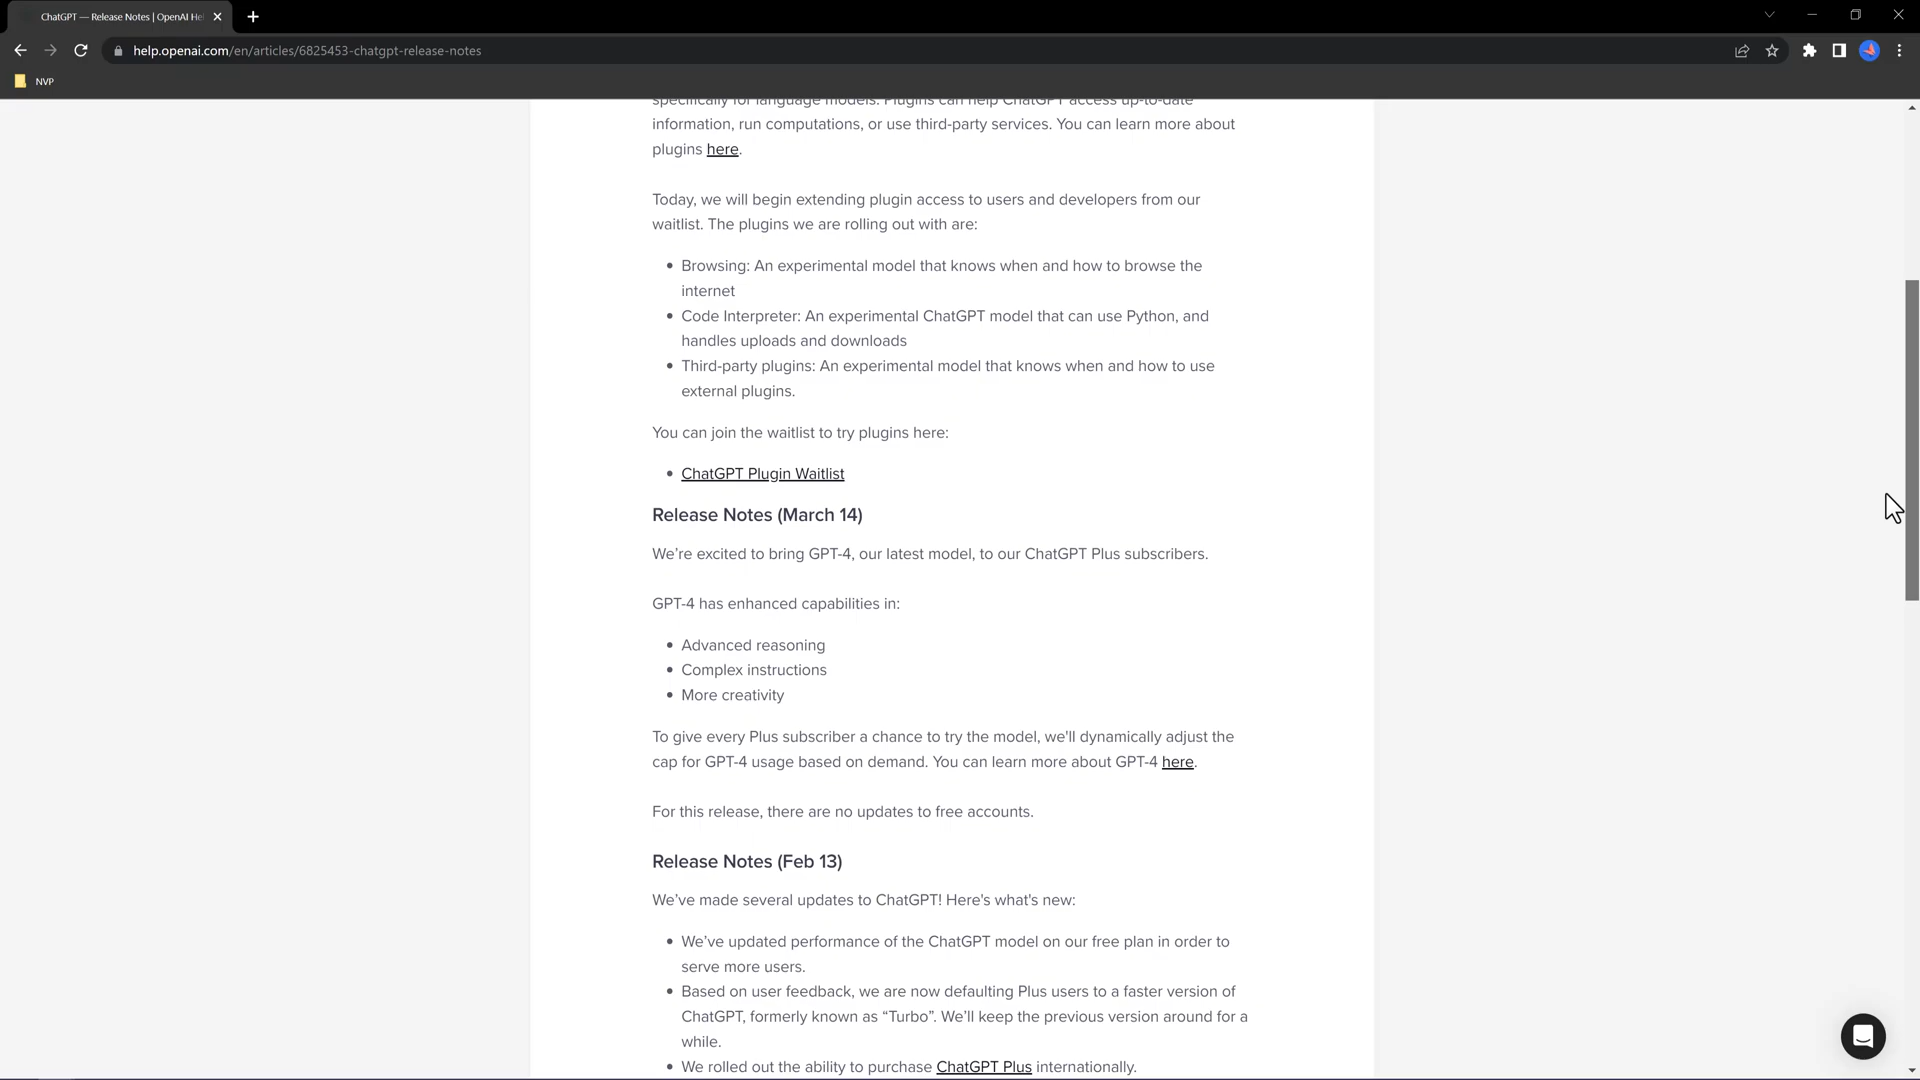 ChatGPT — Release Notes | OpenAI He
help.openai.com/en/articles/6825453-chatgpt-release-notes
NVP
specifically for language models. Plugins can help ChatGPT access up-to-date
information, run computations, or use third-party services. You can learn more about
plugins here.
Today, we will begin extending plugin access to users and developers from our
waitlist. The plugins we are rolling out with are:
• Browsing: An experimental model that knows when and how to browse the
internet
• Code Interpreter: An experimental ChatGPT model that can use Python, and
handles uploads and downloads
• Third-party plugins: An experimental model that knows when and how to use
external plugins.
You can join the waitlist to try plugins here:
• ChatGPT Plugin Waitlist
Release Notes (March 14)
We’re excited to bring GPT-4, our latest model, to our ChatGPT Plus subscribers.
GPT-4 has enhanced capabilities in:
• Advanced reasoning
• Complex instructions
• More creativity
To give every Plus subscriber a chance to try the model, we'll dynamically adjust the
cap for GPT-4 usage based on demand. You can learn more about GPT-4 here.
For this release, there are no updates to free accounts.
Release Notes (Feb 13)
We’ve made several updates to ChatGPT! Here's what's new:
• We’ve updated performance of the ChatGPT model on our free plan in order to
serve more users.
• Based on user feedback, we are now defaulting Plus users to a faster version of
ChatGPT, formerly known as “Turbo”. We’ll keep the previous version around for a
while.
• We rolled out the ability to purchase ChatGPT Plus internationally.